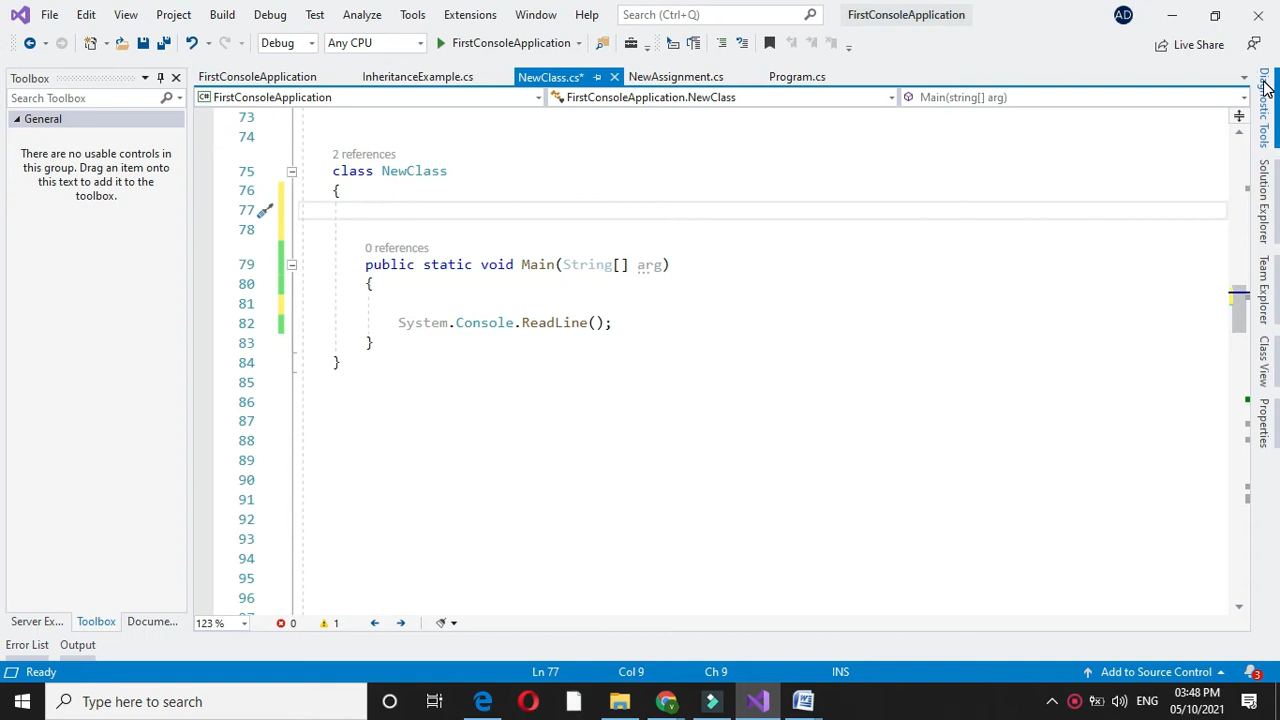 File Edit View Project Build Debug Test Analyze Tools Extensions Window Help Search (Ctrl+Q) FirstConsoleApplication AD
Debug Any CPU FirstConsoleApplication Live Share
Toolbox FirstConsoleApplication InheritanceExample.cs NewClass.cs* NewAssignment.cs Program.cs
Search Toolbox C# FirstConsoleApplication FirstConsoleApplication.NewClass Main(string[] arg)
General
There are no usable controls in
this group. Drag an item onto
this text to add it to the
toolbox.
73
74
2 references
75 class NewClass
76 {
77
78
0 references
79 public static void Main(String[] arg)
80 {
81
82 System.Console.ReadLine();
83 }
84 }
85
86
87
88
89
90
91
92
93
94
95
96
Diagnostic Tools
Solution Explorer
Team Explorer
Class View
Properties
Server Ex... Toolbox Docume... 123 % 0 1
Error List Output
Ready Ln 77 Col 9 Ch 9 INS Add to Source Control 3
Type here to search ENG 03:48 PM
05/10/2021